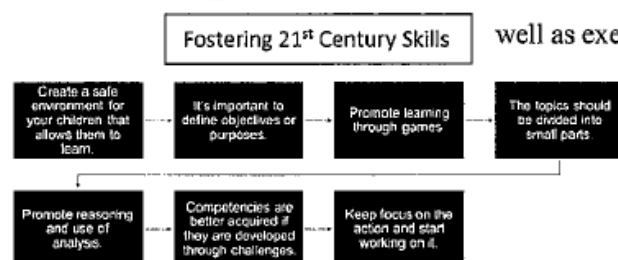 Fostering 21st Century Skills
well as exe
Create a safe
environment for
your children that
allows them to
learn.
It's important to
define objectives or
purposes.
Promote learning
through games
The topics should
be divided into
small parts.
Promote reasoning
and use of
analysis.
Competencies are
better acquired if
they are developed
through challenges.
Keep focus on the
action and start
working on it.